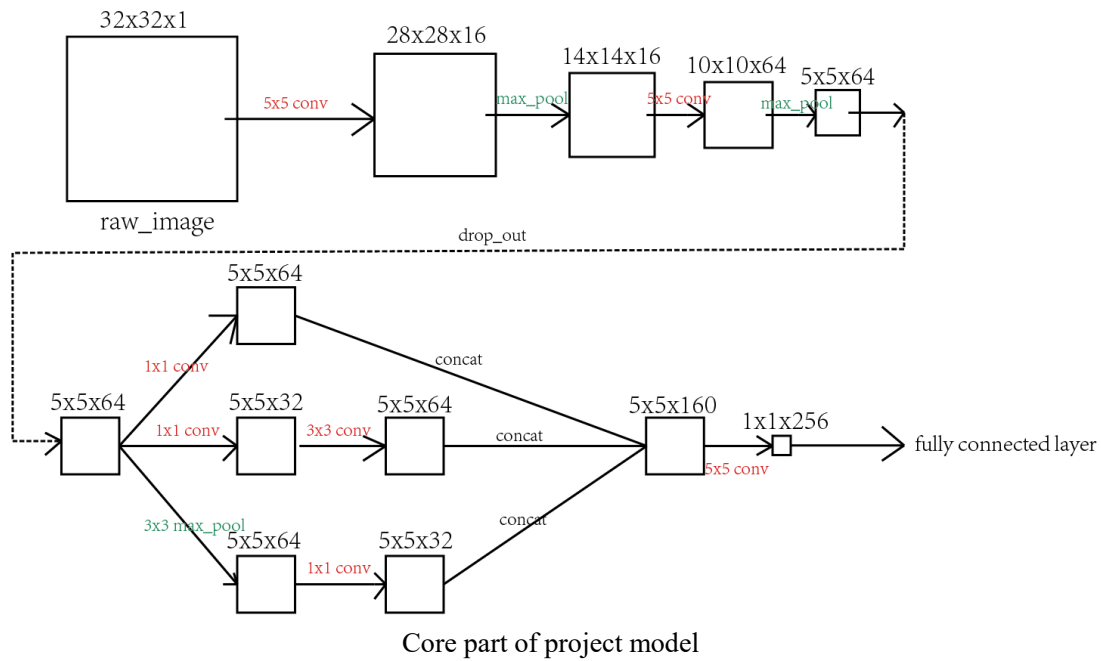 32x32x1
28x28x16
14x14x16
10x10x64
5x5x64
5x5 conv
max_pool
5x5 conv
max_pool
raw_image
drop_out
5x5x64
1x1 conv
concat
5x5x64
5x5x32
5x5x64
5x5x160
1x1x256
1x1 conv
3x3 conv
concat
5x5 conv
fully connected layer
3x3 max_pool
concat
5x5x64
5x5x32
1x1 conv
Core part of project model